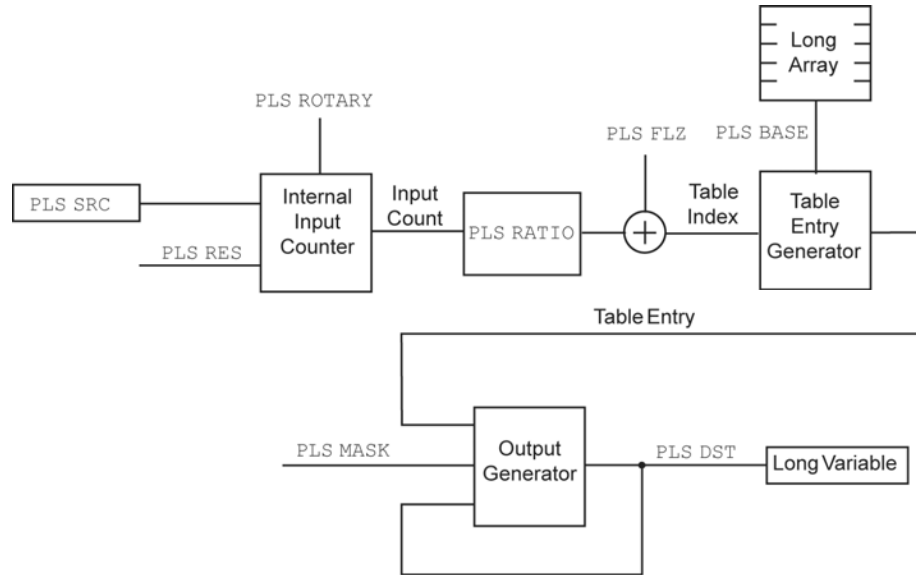 Long
Array
PLS ROTARY
PLS FLZ
PLS BASE
PLS SRC
Internal
Input
Counter
Input
Count
PLS RATIO
Table
Index
Table
Entry
Generator
PLS RES
Table Entry
PLS MASK
Output
Generator
PLS DST
Long Variable